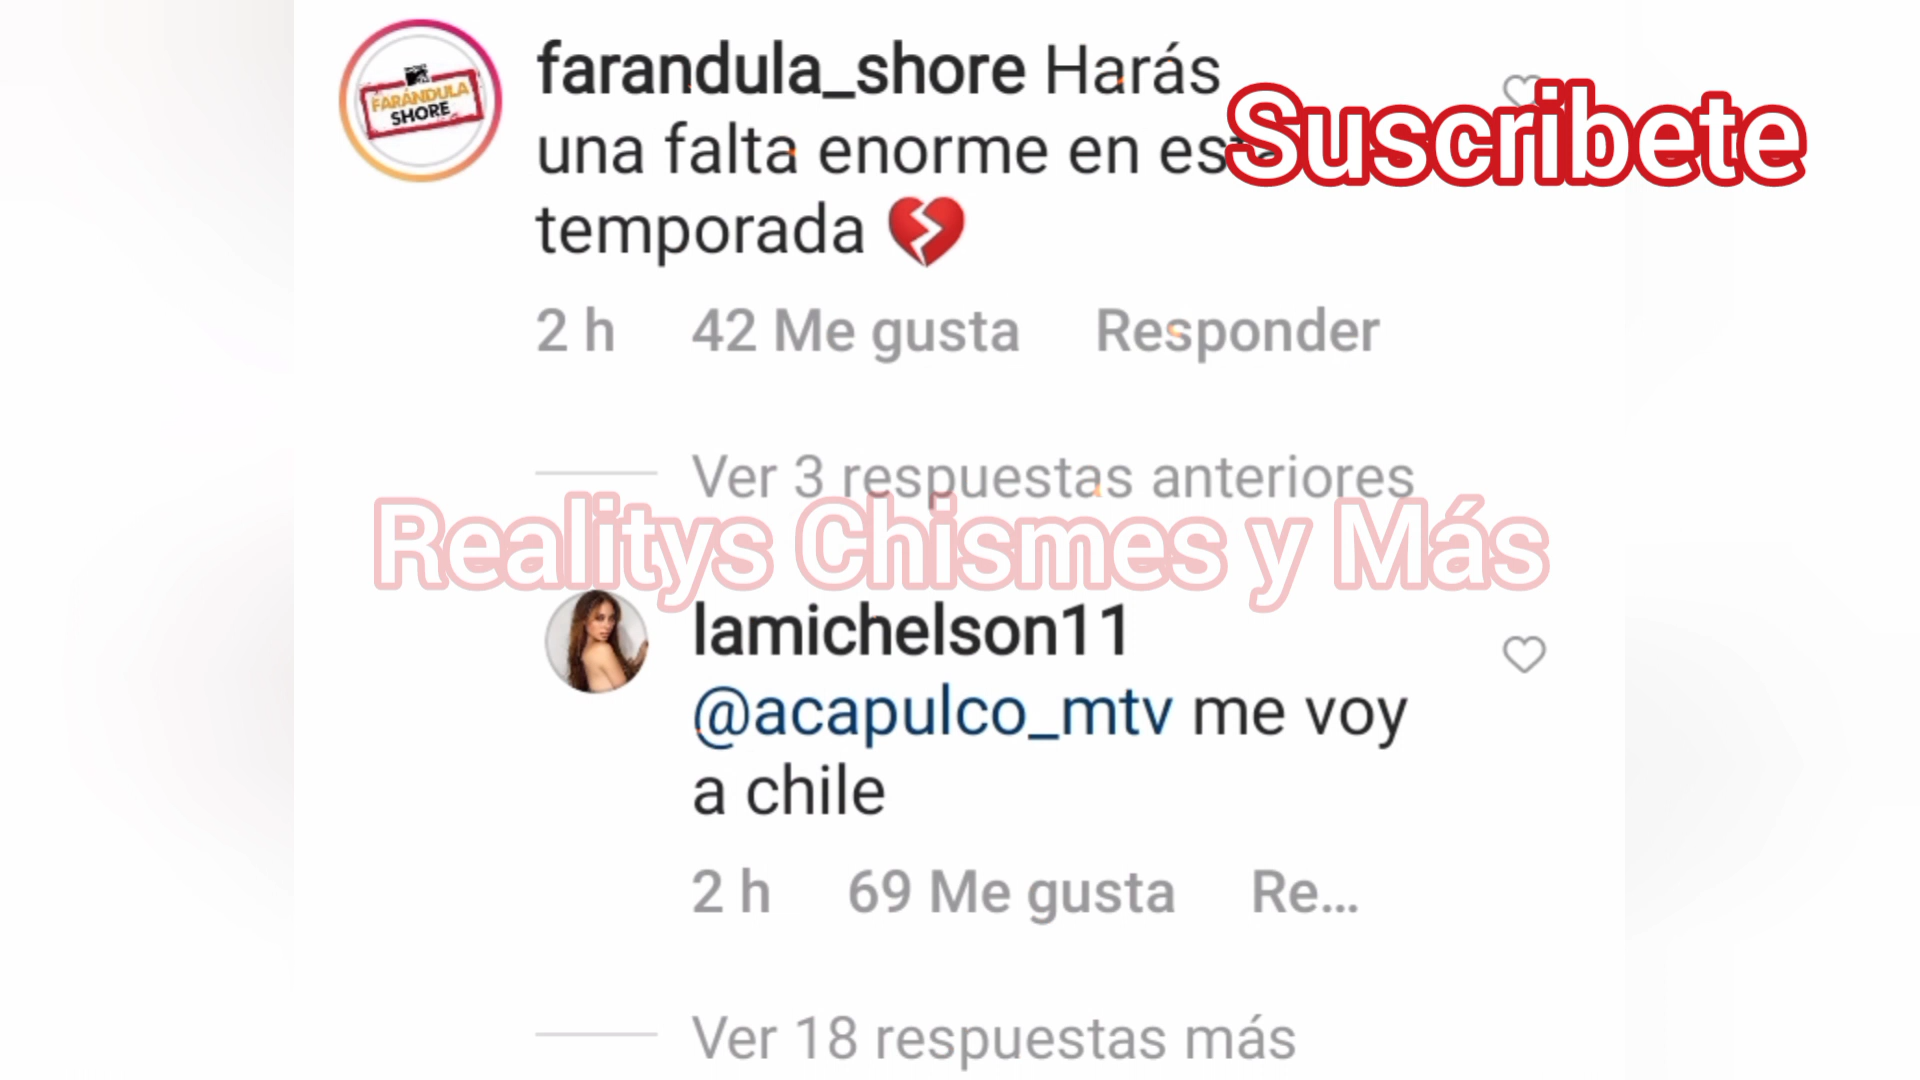 FARÁNDULA
SHORE
farandula_shore Harás
una falta enorme en esta
temporada 💔
Suscribete
2 h 42 Me gusta Responder
Ver 3 respuestas anteriores
Realitys Chismes y Más
lamichelson11
@acapulco_mtv me voy
a chile
2 h 69 Me gusta Re...
Ver 18 respuestas más